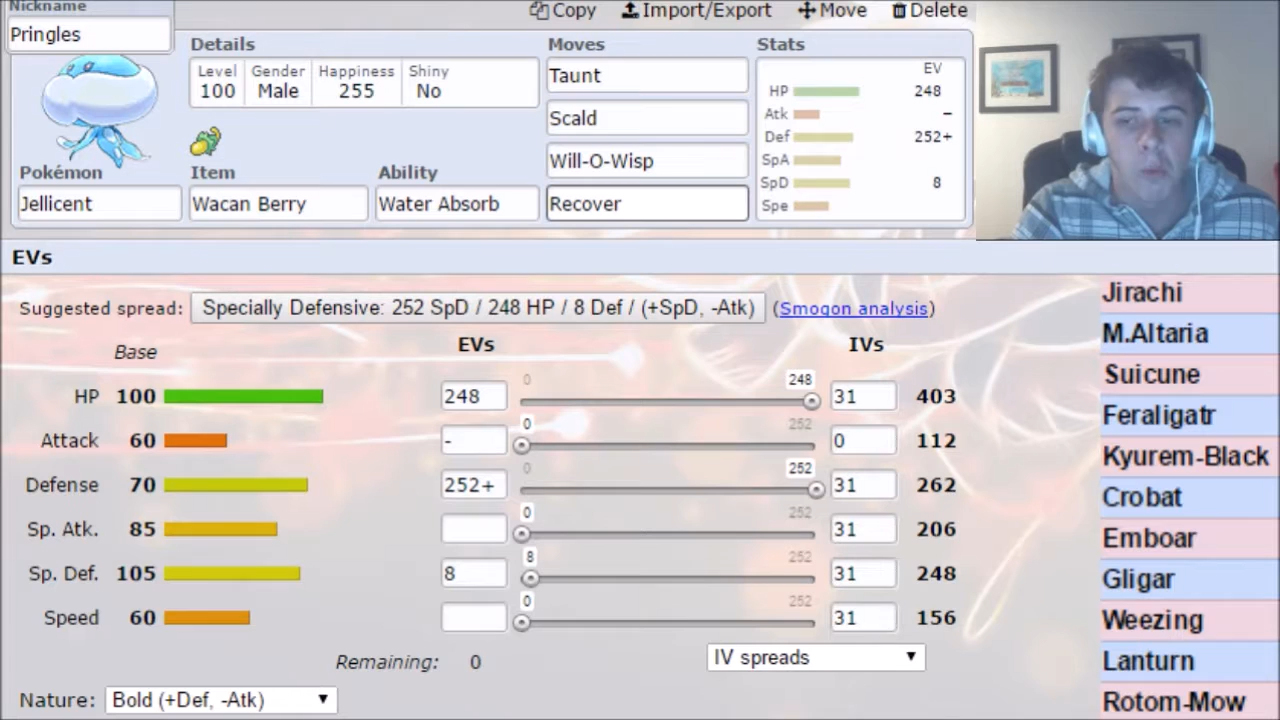 Nickname
Pringles
Copy Import/Export Move Delete
Details
Level Gender Happiness Shiny
100 Male 255 No
Pokémon
Jellicent
Item
Wacan Berry
Ability
Water Absorb
Moves
Taunt
Scald
Will-O-Wisp
Recover
Stats
EV
HP 248
Atk –
Def 252+
SpA
SpD 8
Spe
EVs
Suggested spread: Specially Defensive: 252 SpD / 248 HP / 8 Def / (+SpD, -Atk) (Smogon analysis)
Base EVs IVs
HP 100 248 0 248 31 403
Attack 60 - 0 252 0 112
Defense 70 252+ 0 252 31 262
Sp. Atk. 85 0 252 31 206
Sp. Def. 105 8 8 252 31 248
Speed 60 0 252 31 156
Remaining: 0
IV spreads
Nature: Bold (+Def, -Atk)
Jirachi
M.Altaria
Suicune
Feraligatr
Kyurem-Black
Crobat
Emboar
Gligar
Weezing
Lanturn
Rotom-Mow